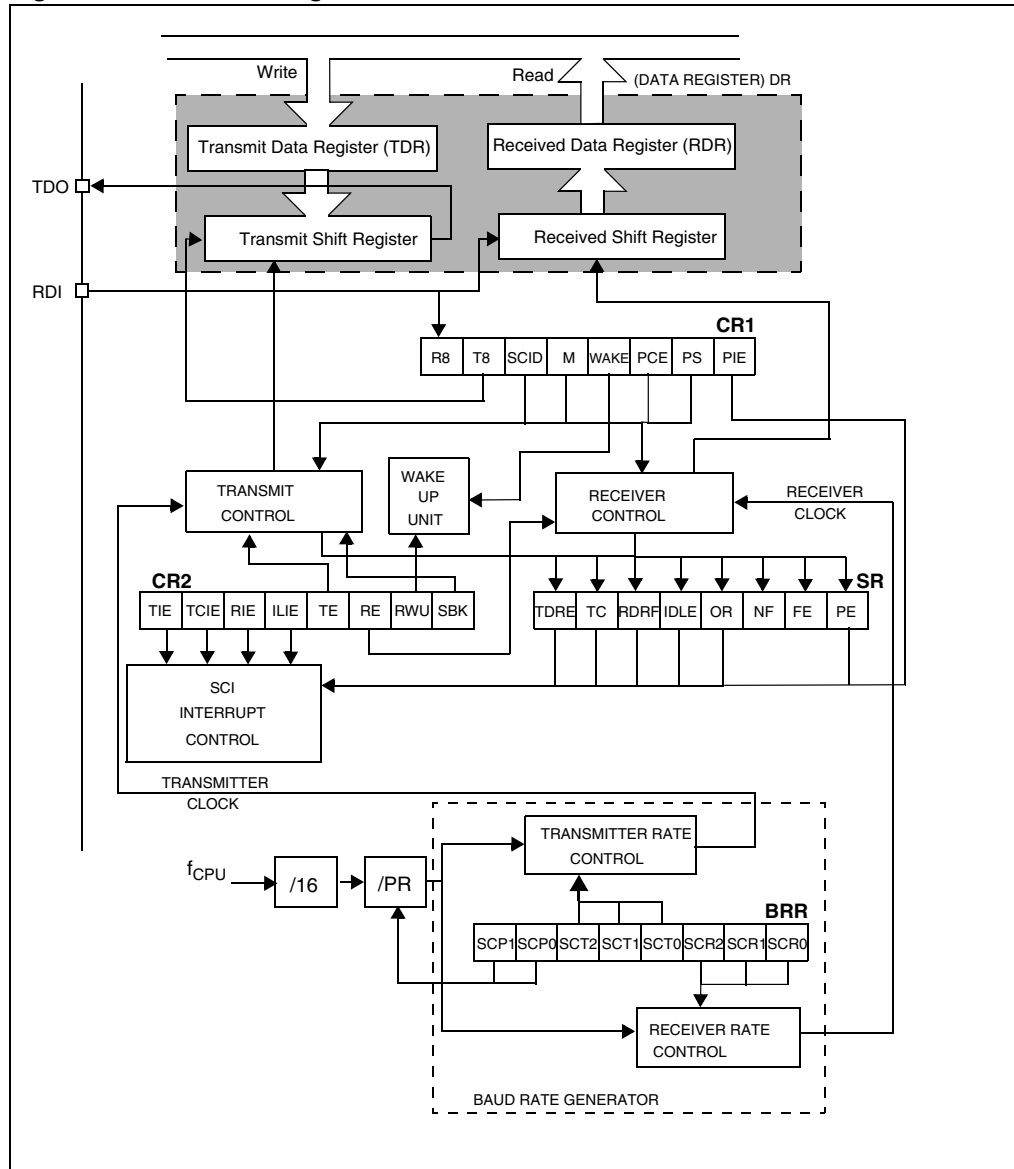 Write
Read
(DATA REGISTER) DR
Transmit Data Register (TDR)
Received Data Register (RDR)
TDO
Transmit Shift Register
Received Shift Register
RDI
CR1
R8 T8 SCID M WAKE PCE PS PIE
TRANSMIT
CONTROL
WAKE
UP
UNIT
RECEIVER
CONTROL
RECEIVER
CLOCK
CR2
TIE TCIE RIE ILIE TE RE RWU SBK
SR
TDRE TC RDRF IDLE OR NF FE PE
SCI
INTERRUPT
CONTROL
TRANSMITTER
CLOCK
TRANSMITTER RATE
CONTROL
fCPU
/16
/PR
BRR
SCP1 SCP0 SCT2 SCT1 SCT0 SCR2 SCR1 SCR0
RECEIVER RATE
CONTROL
BAUD RATE GENERATOR